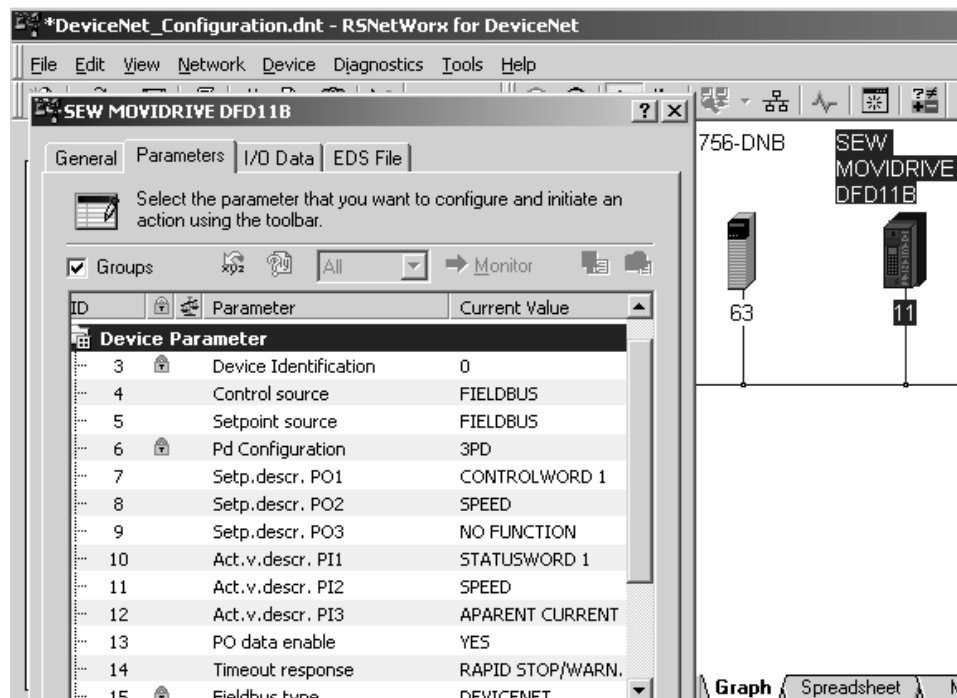 *DeviceNet_Configuration.dnt - RSNetWorx for DeviceNet
File Edit View Network Device Diagnostics Tools Help
SEW MOVIDRIVE DFD11B
General Parameters I/O Data EDS File
Select the parameter that you want to configure and initiate an
action using the toolbar.
Groups All Monitor
ID Parameter Current Value
Device Parameter
3 Device Identification 0
4 Control source FIELDBUS
5 Setpoint source FIELDBUS
6 Pd Configuration 3PD
7 Setp.descr. PO1 CONTROLWORD 1
8 Setp.descr. PO2 SPEED
9 Setp.descr. PO3 NO FUNCTION
10 Act.v.descr. PI1 STATUSWORD 1
11 Act.v.descr. PI2 SPEED
12 Act.v.descr. PI3 APARENT CURRENT
13 PO data enable YES
14 Timeout response RAPID STOP/WARN.
15 Fieldbus type DEVICENET
756-DNB
SEW
MOVIDRIVE
DFD11B
63
11
Graph Spreadsheet